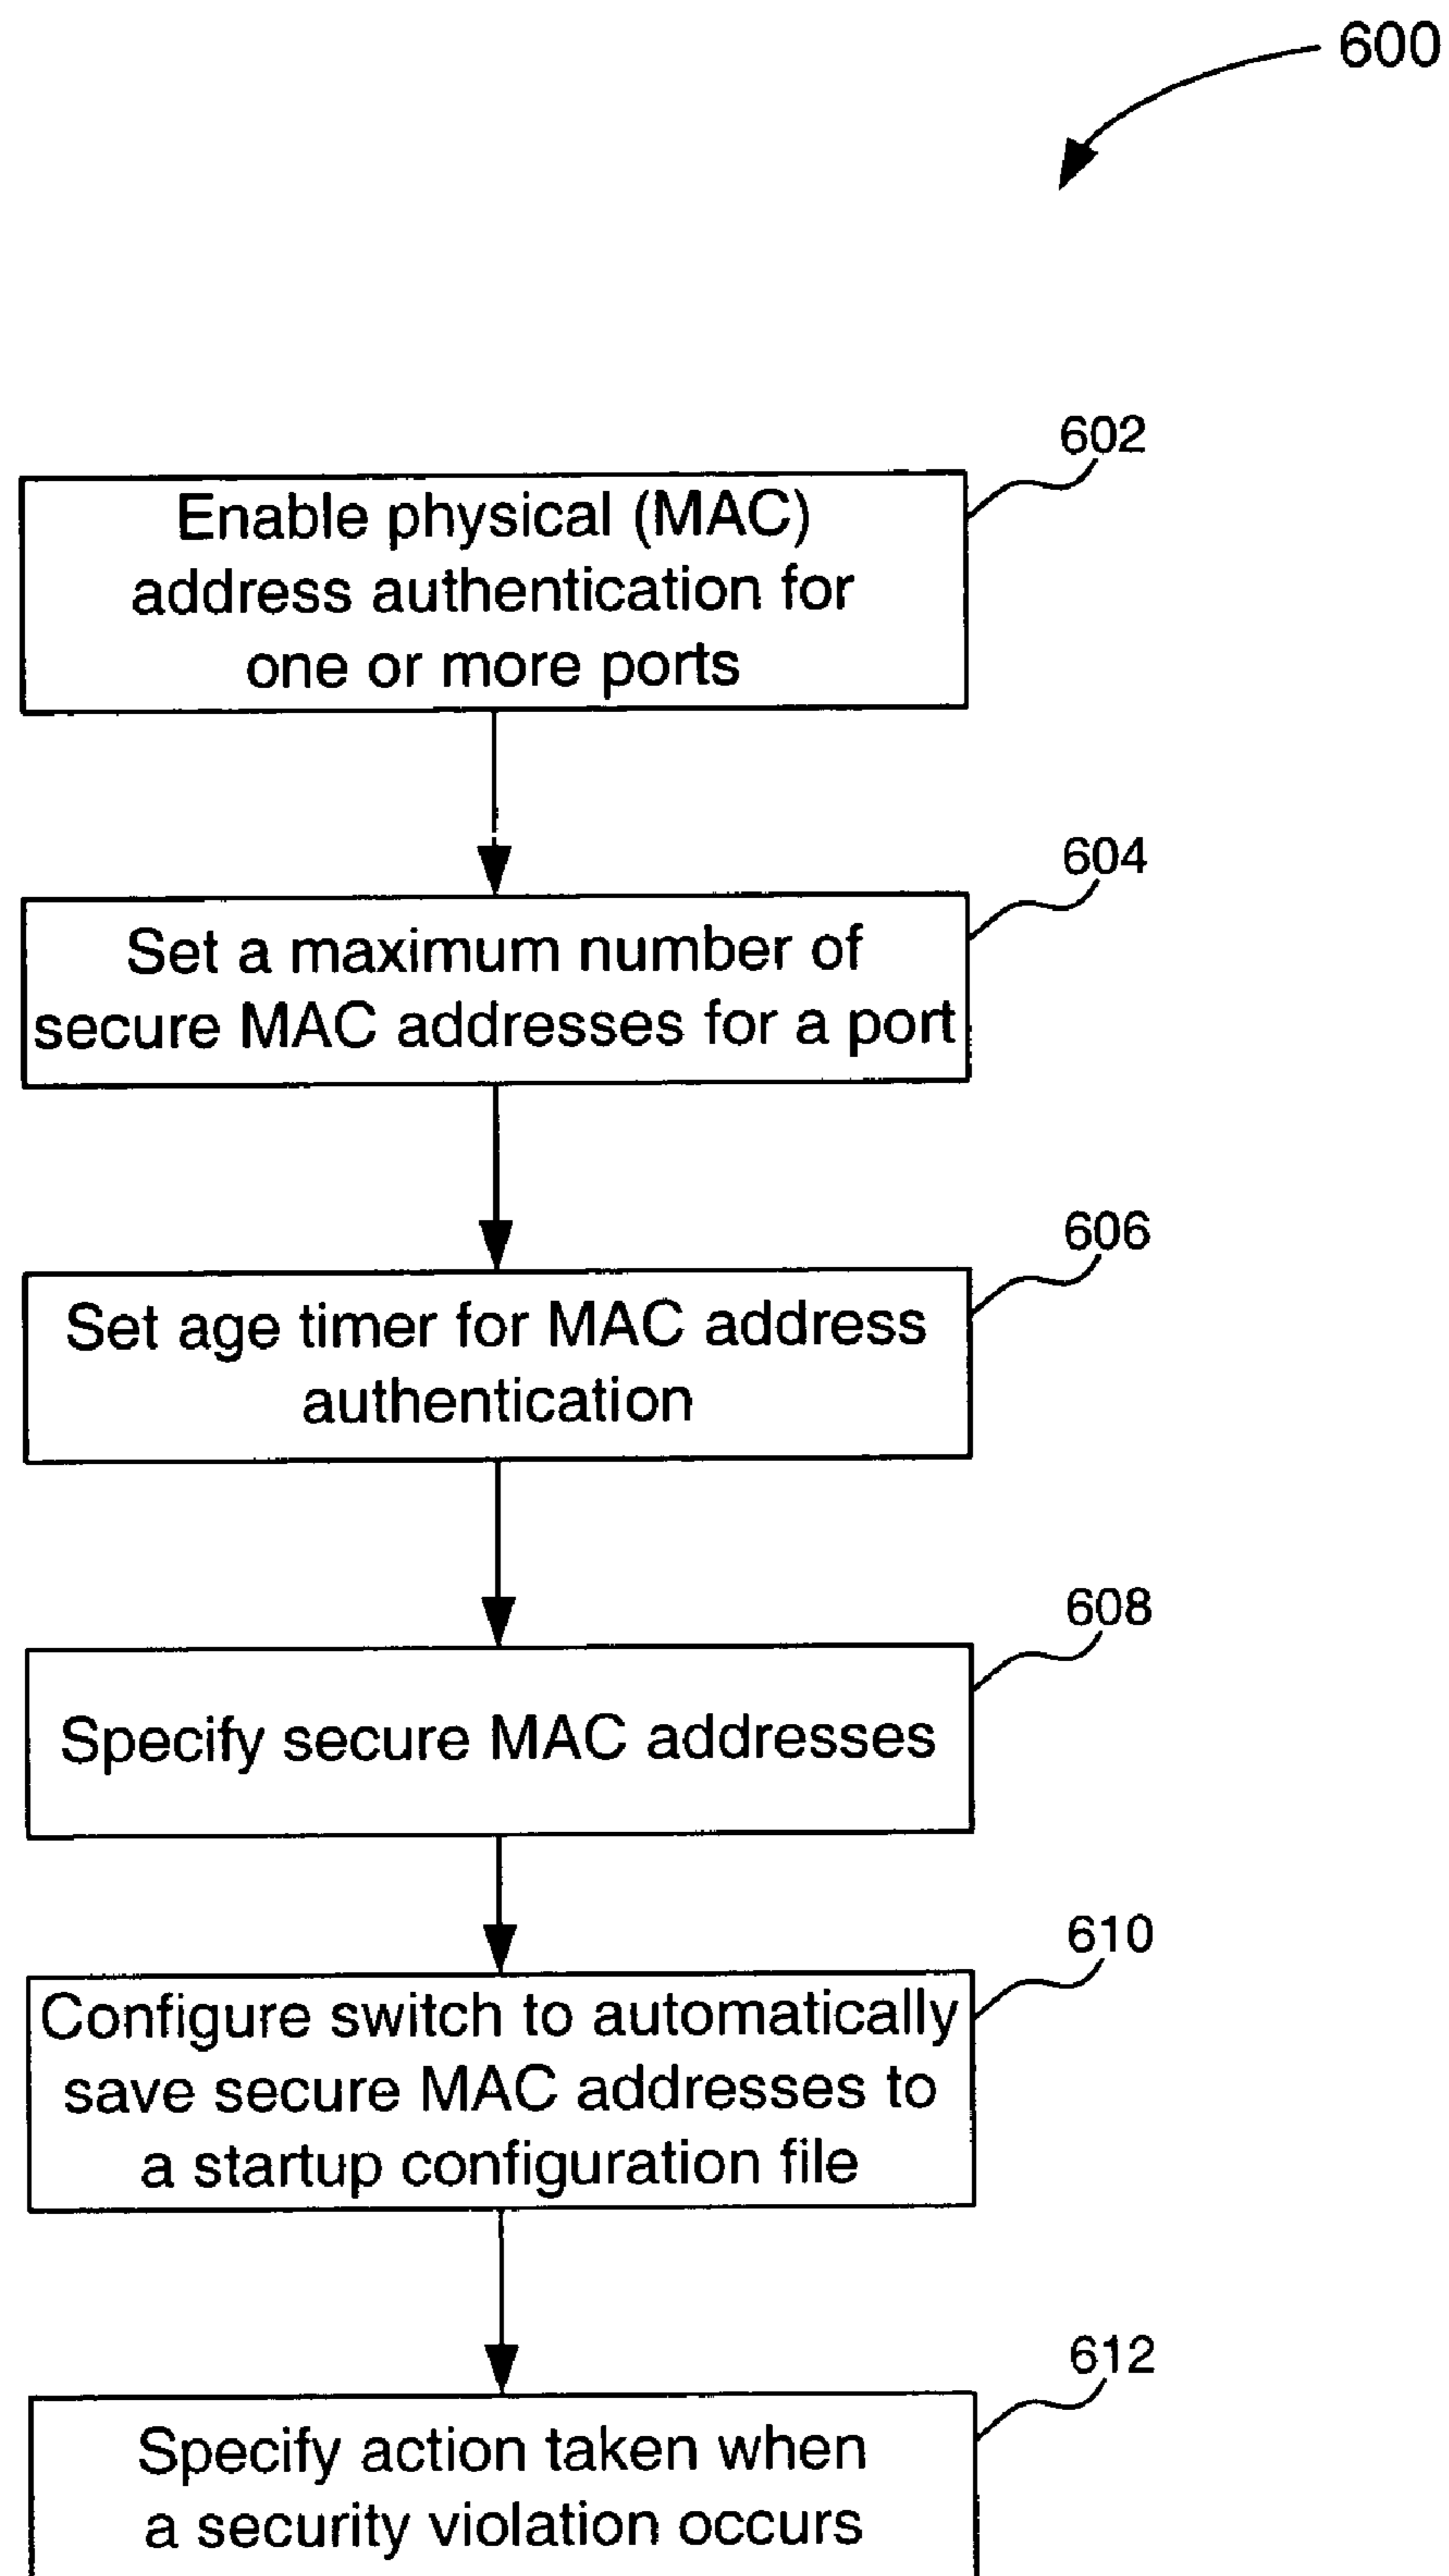 600
602
Enable physical (MAC)
address authentication for
one or more ports
604
Set a maximum number of
secure MAC addresses for a port
606
Set age timer for MAC address
authentication
608
Specify secure MAC addresses
610
Configure switch to automatically
save secure MAC addresses to
a startup configuration file
612
Specify action taken when
a security violation occurs